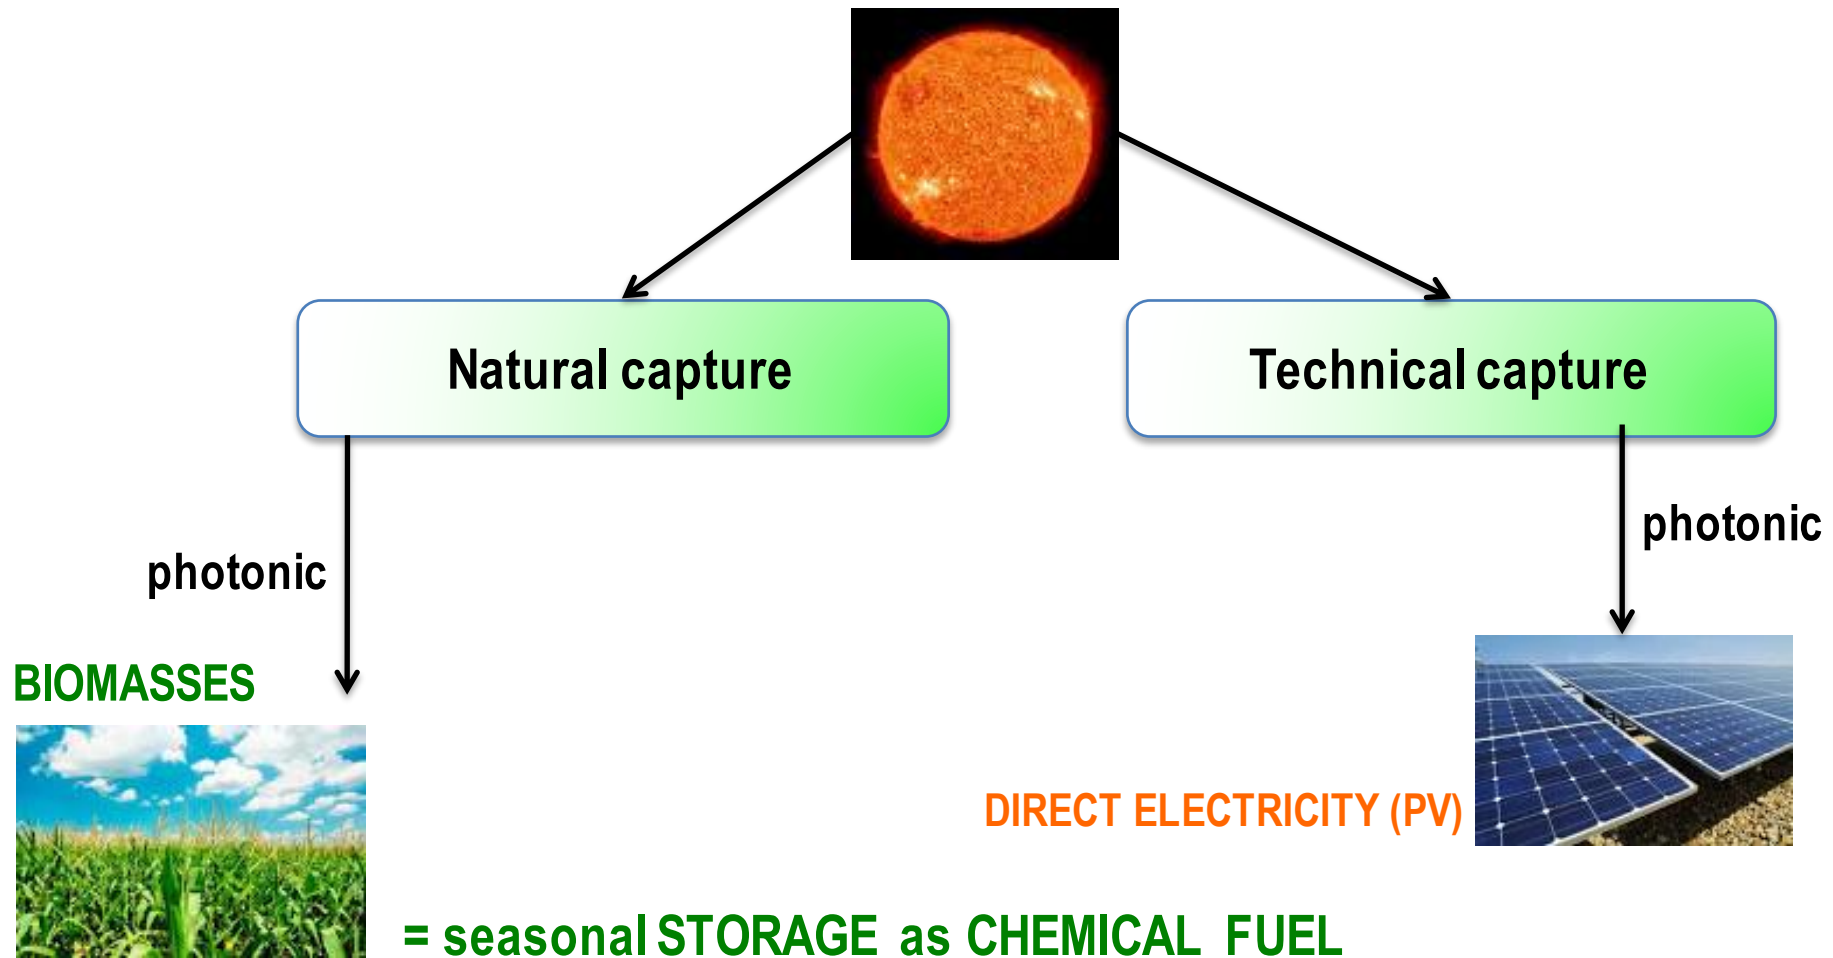 Natural capture
Technical capture
photonic
photonic
BIOMASSES
DIRECT ELECTRICITY (PV)
= seasonal STORAGE as CHEMICAL FUEL